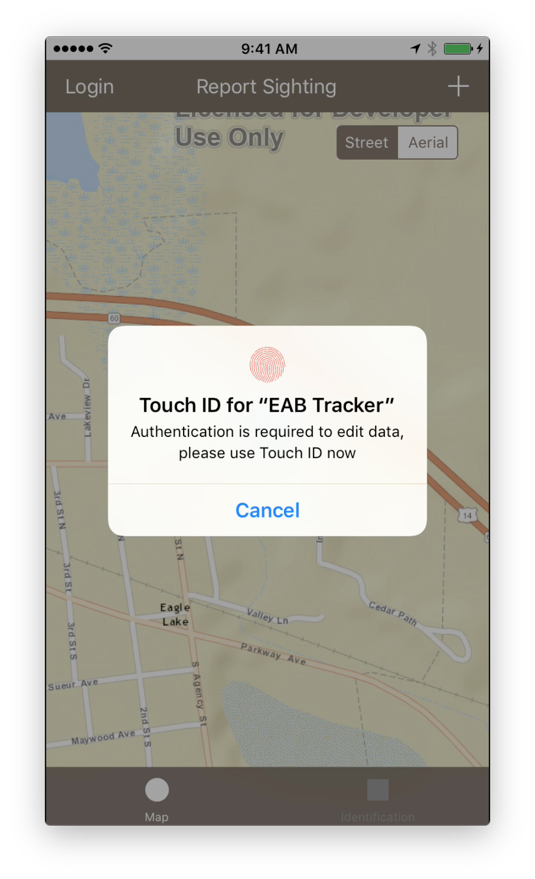 9:41 AM
Login Report Sighting +
Licensed for Developer
Use Only
Street Aerial
60
Touch ID for “EAB Tracker”
Authentication is required to edit data,
please use Touch ID now
Cancel
Ave
Lakeview Dr
14
3rd St N
St N
3rd St
Eagle
Lake
Valley Ln
Cedar Path
3rd St S
Parkway Ave
Sueur Ave
S Agency St
2nd St S
Maywood Ave
Map Identification